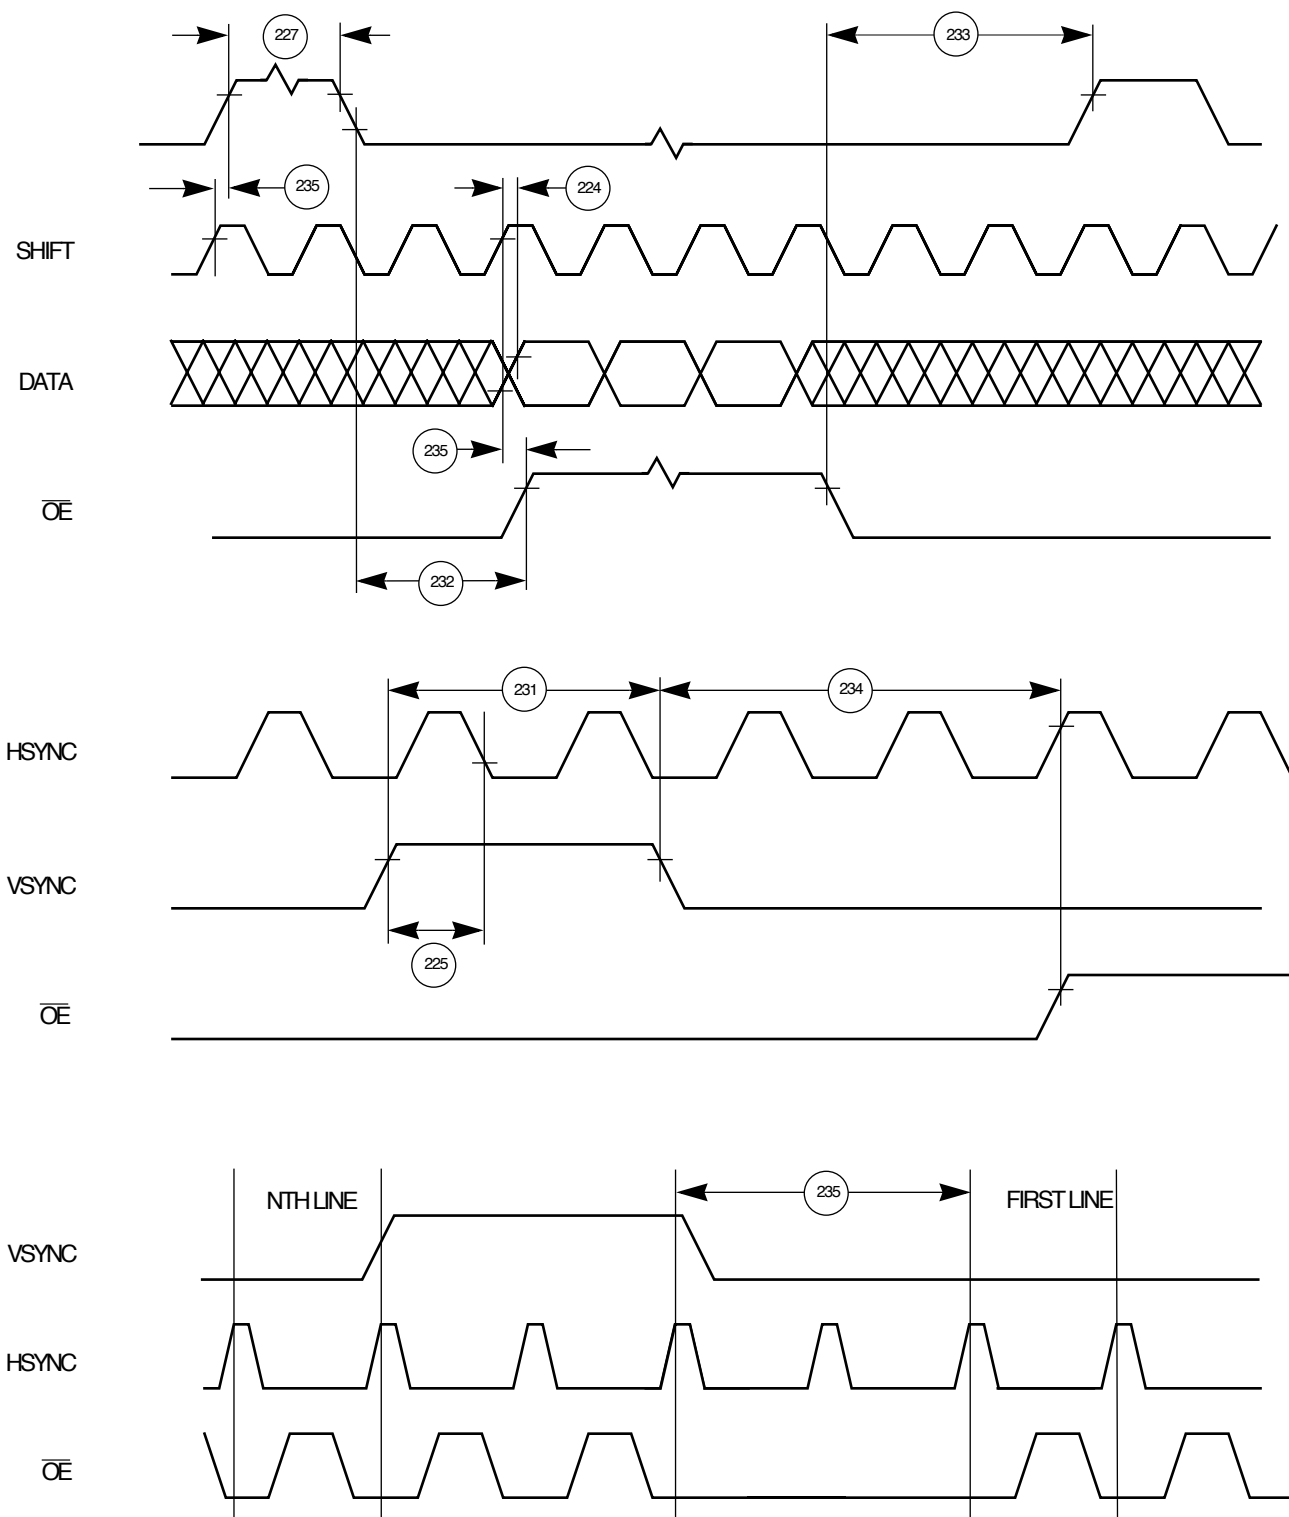 227
233
235
224
SHIFT
DATA
235
OE
232
231
234
HSYNC
VSYNC
225
OE
NTH LINE
235
FIRST LINE
VSYNC
HSYNC
OE